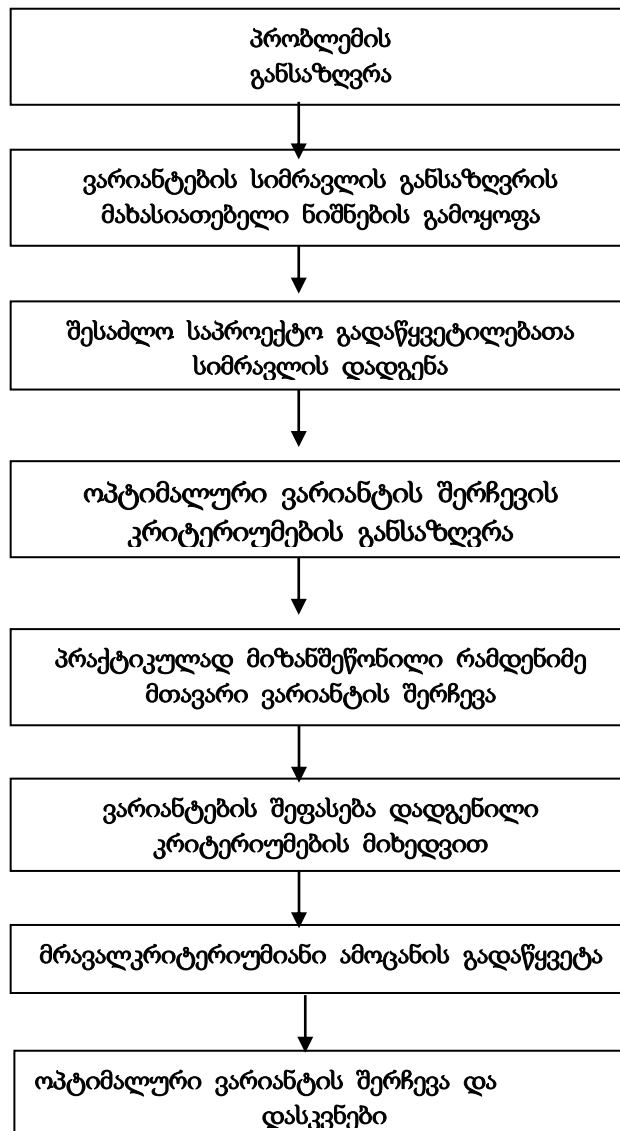 პრობლემის
განსაზღვრა
ვარიანტების სიმრავლის განსაზღვრის
მახასიათებელი ნიშნების გამოყოფა
შესაძლო საპროექტო გადაწყვეტილებათა
სიმრავლის დადგენა
ოპტიმალური ვარიანტის შერჩევის
კრიტერიუმების განსაზღვრა
პრაქტიკულად მიზანშეწონილი რამდენიმე
მთავარი ვარიანტის შერჩევა
ვარიანტების შეფასება დადგენილი
კრიტერიუმების მიხედვით
მრავალკრიტერიუმიანი ამოცანის გადაწყვეტა
ოპტიმალური ვარიანტის შერჩევა და
დასკვნები